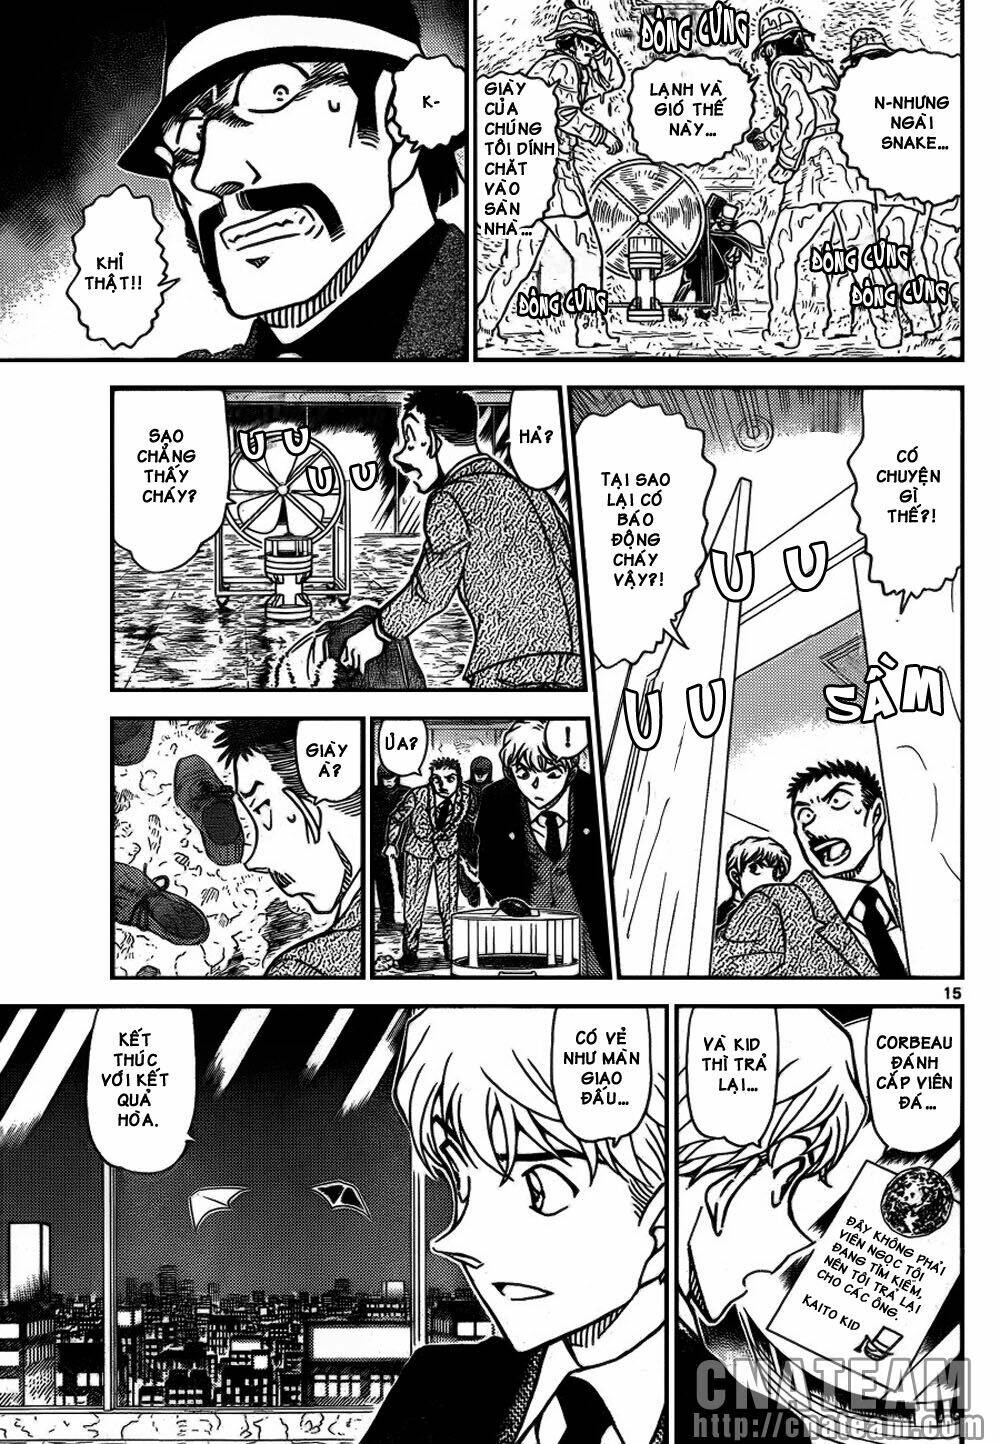 ĐÔNG CỨNG
N-NHƯNG
NGÀI
SNAKE...
LẠNH VÀ
GIÓ THẾ
NÀY...
GIÀY
CỦA
CHÚNG
TÔI DÍNH
CHẶT
VÀO
SÀN
NHÀ...
ĐÔNG CỨNG
ĐÔNG CỨNG
ĐÔNG CỨNG
K-
KHỈ
THẬT!!
CÓ
CHUYỆN
GÌ
THẾ?!
TẠI SAO
LẠI CÓ
BÁO
ĐỘNG
CHÁY
VẬY?!
U U
U U
SẦM
HẢ?
U U
U U
SAO
CHẲNG
THẤY
CHÁY?
!
ỦA?
GIÀY
À?
15
CORBEAU
ĐÁNH
CẮP VIÊN
ĐÁ...
VÀ KID
THÌ TRẢ
LẠI...
ĐÂY KHÔNG PHẢI
VIÊN NGỌC TÔI
ĐANG TÌM KIẾM,
NÊN TÔI TRẢ LẠI
CHO CÁC ÔNG.
KAITO KID
CÓ VẺ
NHƯ MÀN
GIAO
ĐẤU...
KẾT
THÚC
VỚI KẾT
QUẢ
HÒA.
CNATEAM
http://cnateam.com